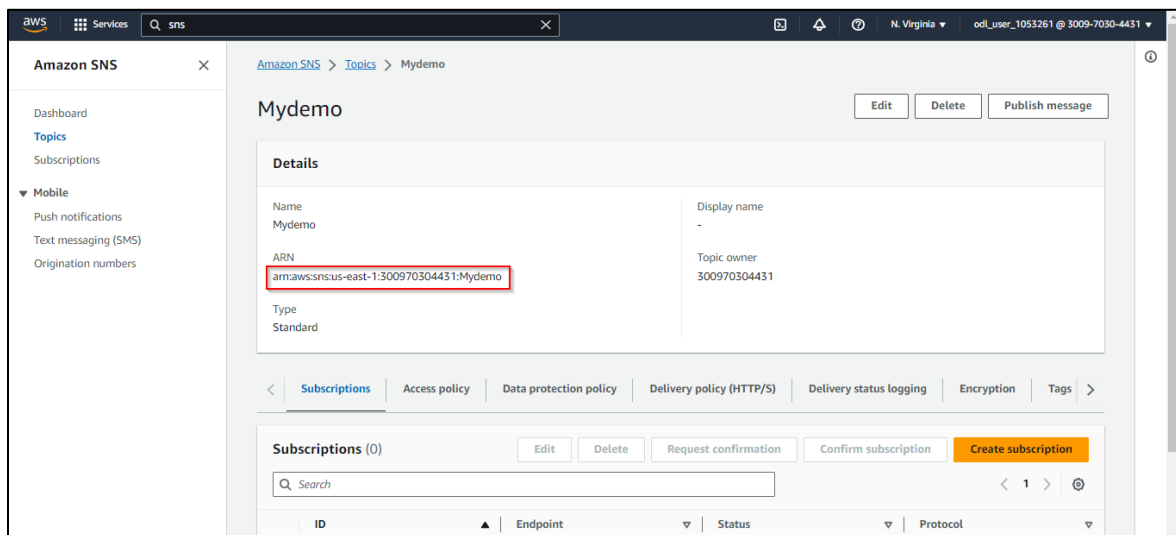 aws Services sns N. Virginia odl_user_1053261 @ 3009-7030-4431
Amazon SNS
Dashboard
Topics
Subscriptions
Mobile
Push notifications
Text messaging (SMS)
Origination numbers
Amazon SNS > Topics > Mydemo
Mydemo
Edit Delete Publish message
Details
Name
Mydemo
Display name
-
ARN
arn:aws:sns:us-east-1:300970304431:Mydemo
Topic owner
300970304431
Type
Standard
Subscriptions Access policy Data protection policy Delivery policy (HTTP/S) Delivery status logging Encryption Tags
Subscriptions (0) Edit Delete Request confirmation Confirm subscription Create subscription
Search 1
ID Endpoint Status Protocol